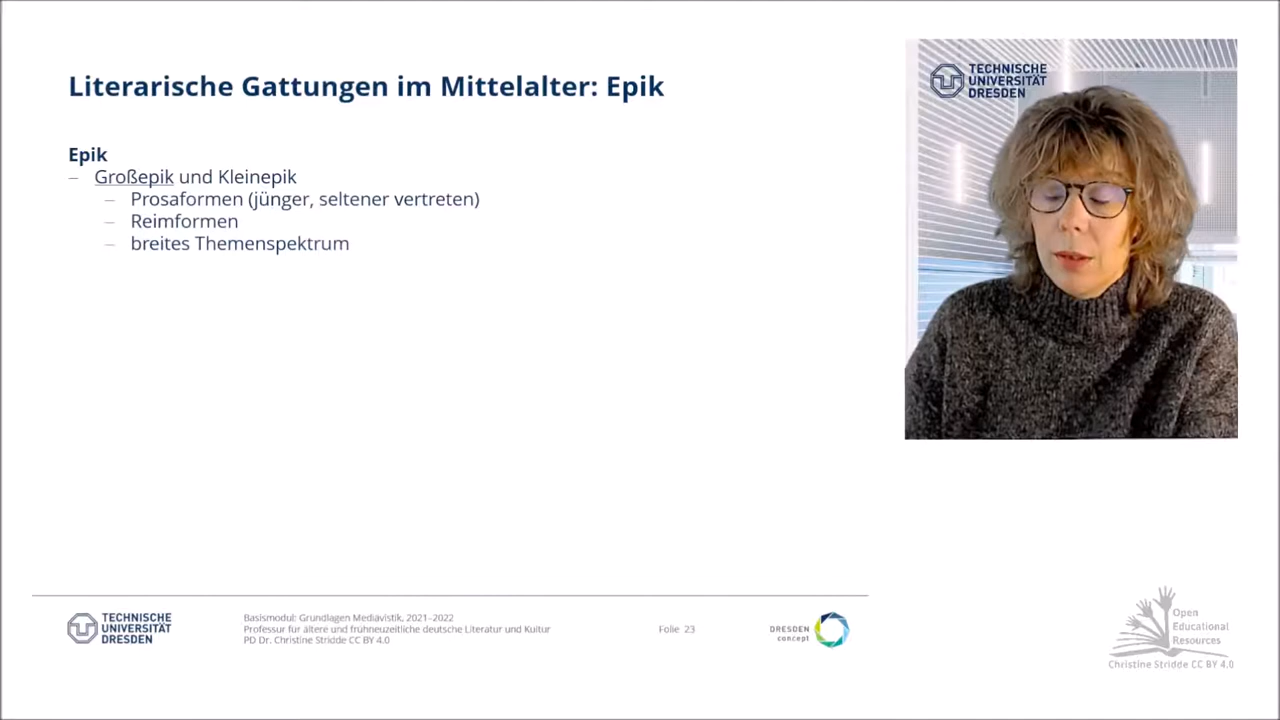 Literarische Gattungen im Mittelalter: Epik
Epik
– Großepik und Kleinepik
– Prosaformen (jünger, seltener vertreten)
– Reimformen
– breites Themenspektrum
TECHNISCHE
UNIVERSITÄT
DRESDEN
TECHNISCHE
UNIVERSITÄT
DRESDEN
Basismodul: Grundlagen Mediävistik, 2021–2022
Professur für ältere und frühneuzeitliche deutsche Literatur und Kultur
PD Dr. Christine Stridde CC BY 4.0
Folie 23
DRESDEN
concept
Open
Educational
Resources
Christine Stridde CC BY 4.0